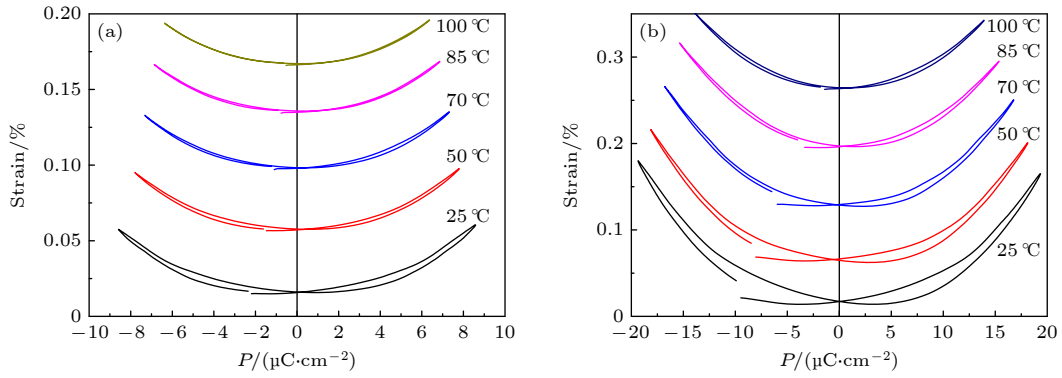 (a)
100 ℃
85 ℃
70 ℃
50 ℃
25 ℃
0.20
0.15
0.10
0.05
0
Strain/%
−10 −8 −6 −4 −2 0 2 4 6 8 10
P/(µC·cm−2)
(b)
100 ℃
85 ℃
70 ℃
50 ℃
25 ℃
0.3
0.2
0.1
0
Strain/%
−20 −15 −10 −5 0 5 10 15 20
P/(µC·cm−2)